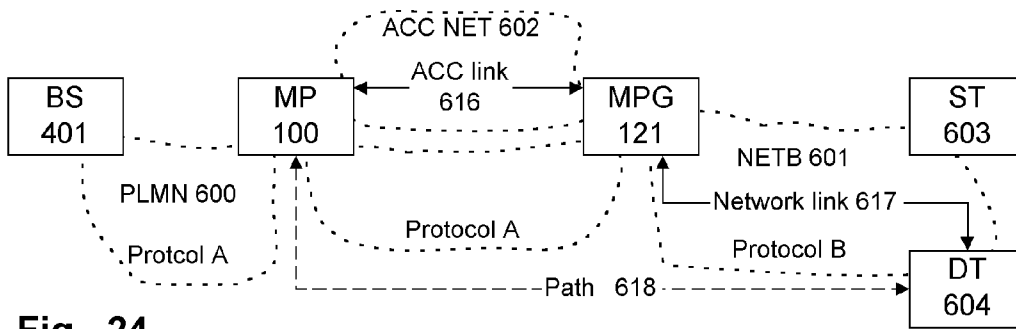 ACC NET 602
ACC link
616
BS
401
MP
100
MPG
121
ST
603
NETB 601
PLMN 600
Network link 617
Protcol A
Protocol A
Protocol B
DT
604
Path 618
Fig. 24